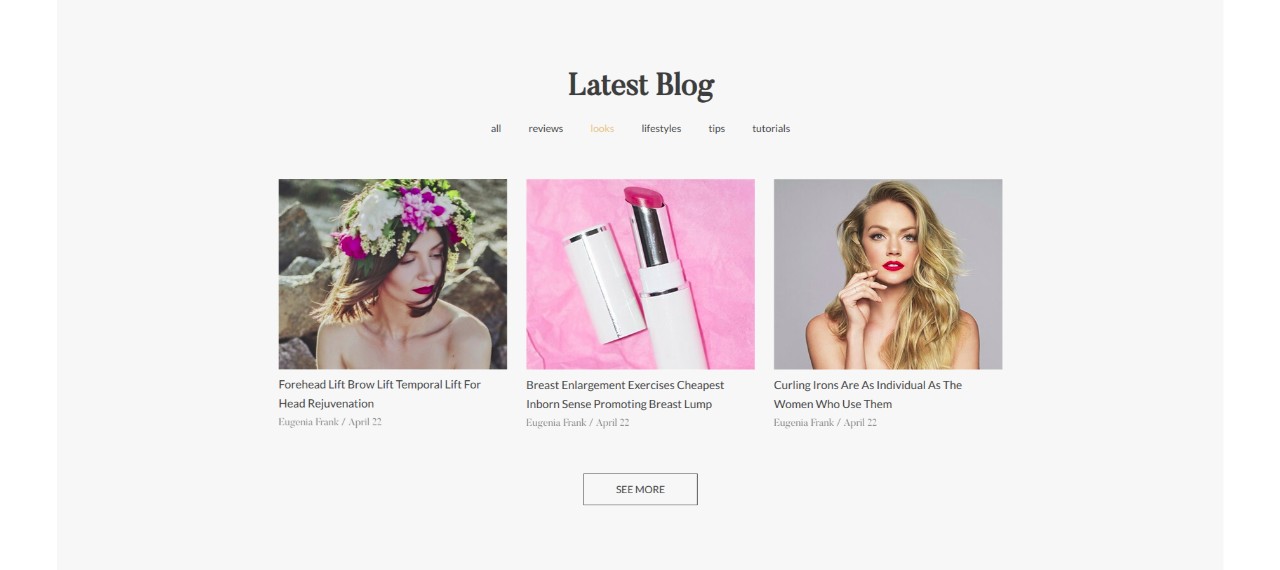 Latest Blog
all reviews looks lifestyles tips tutorials
Forehead Lift Brow Lift Temporal Lift For
Head Rejuvenation
Eugenia Frank / April 22
Breast Enlargement Exercises Cheapest
Inborn Sense Promoting Breast Lump
Eugenia Frank / April 22
Curling Irons Are As Individual As The
Women Who Use Them
Eugenia Frank / April 22
SEE MORE